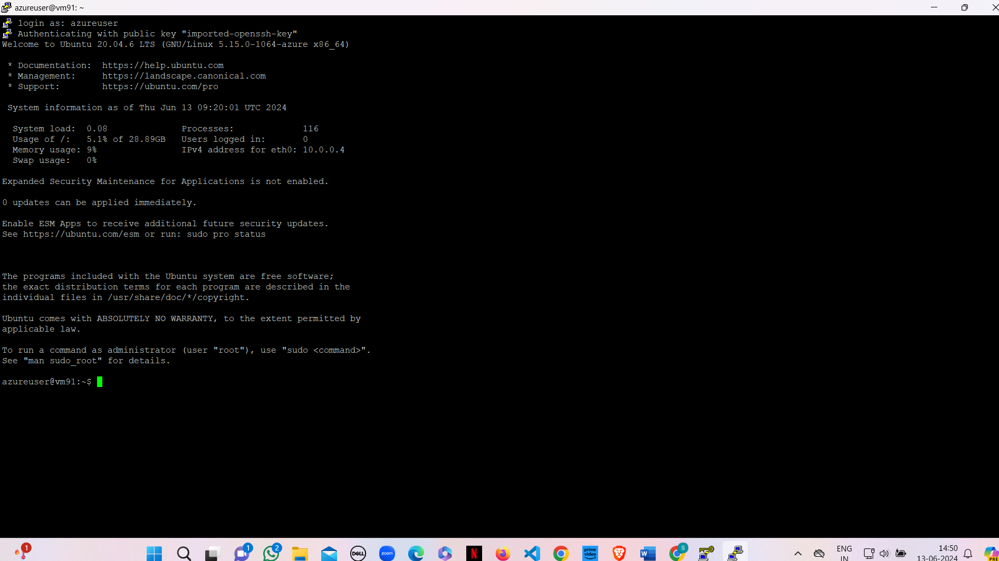 azureuser@vm91: ~
login as: azureuser
Authenticating with public key "imported-openssh-key"
Welcome to Ubuntu 20.04.6 LTS (GNU/Linux 5.15.0-1064-azure x86_64)
* Documentation:  https://help.ubuntu.com
* Management:     https://landscape.canonical.com
* Support:        https://ubuntu.com/pro
System information as of Thu Jun 13 09:20:01 UTC 2024
System load:  0.08              Processes:             116
Usage of /:   5.1% of 28.89GB   Users logged in:       0
Memory usage: 9%                IPv4 address for eth0: 10.0.0.4
Swap usage:   0%
Expanded Security Maintenance for Applications is not enabled.
0 updates can be applied immediately.
Enable ESM Apps to receive additional future security updates.
See https://ubuntu.com/esm or run: sudo pro status
The programs included with the Ubuntu system are free software;
the exact distribution terms for each program are described in the
individual files in /usr/share/doc/*/copyright.
Ubuntu comes with ABSOLUTELY NO WARRANTY, to the extent permitted by
applicable law.
To run a command as administrator (user "root"), use "sudo <command>".
See "man sudo_root" for details.
azureuser@vm91:~$
1
1
2
DELL
zoom
N
prime video
W
S
ENG
IN
14:50
13-06-2024
PRE